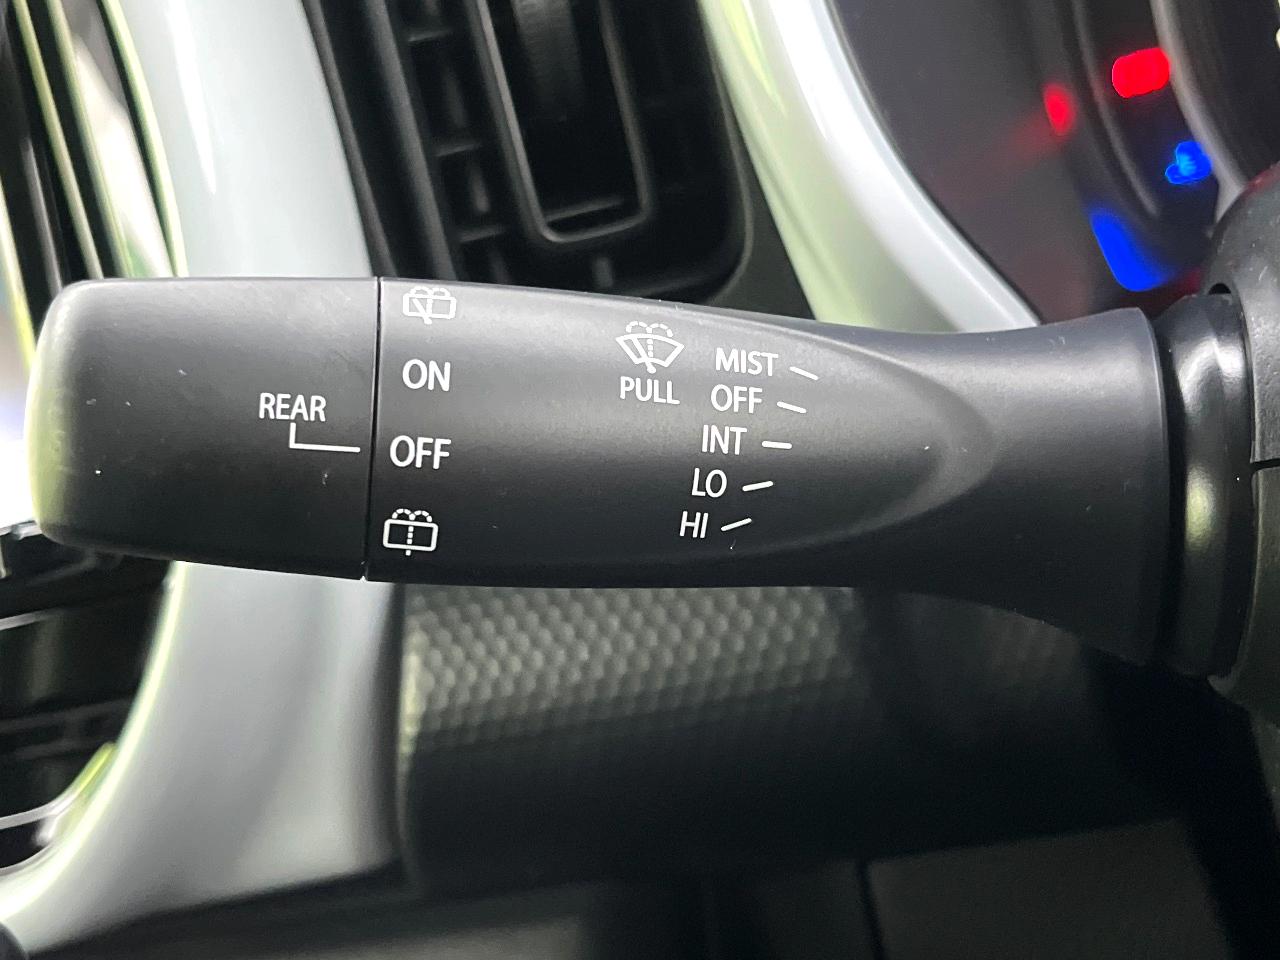 REAR
ON
OFF
PULL
MIST
OFF
INT
LO
HI